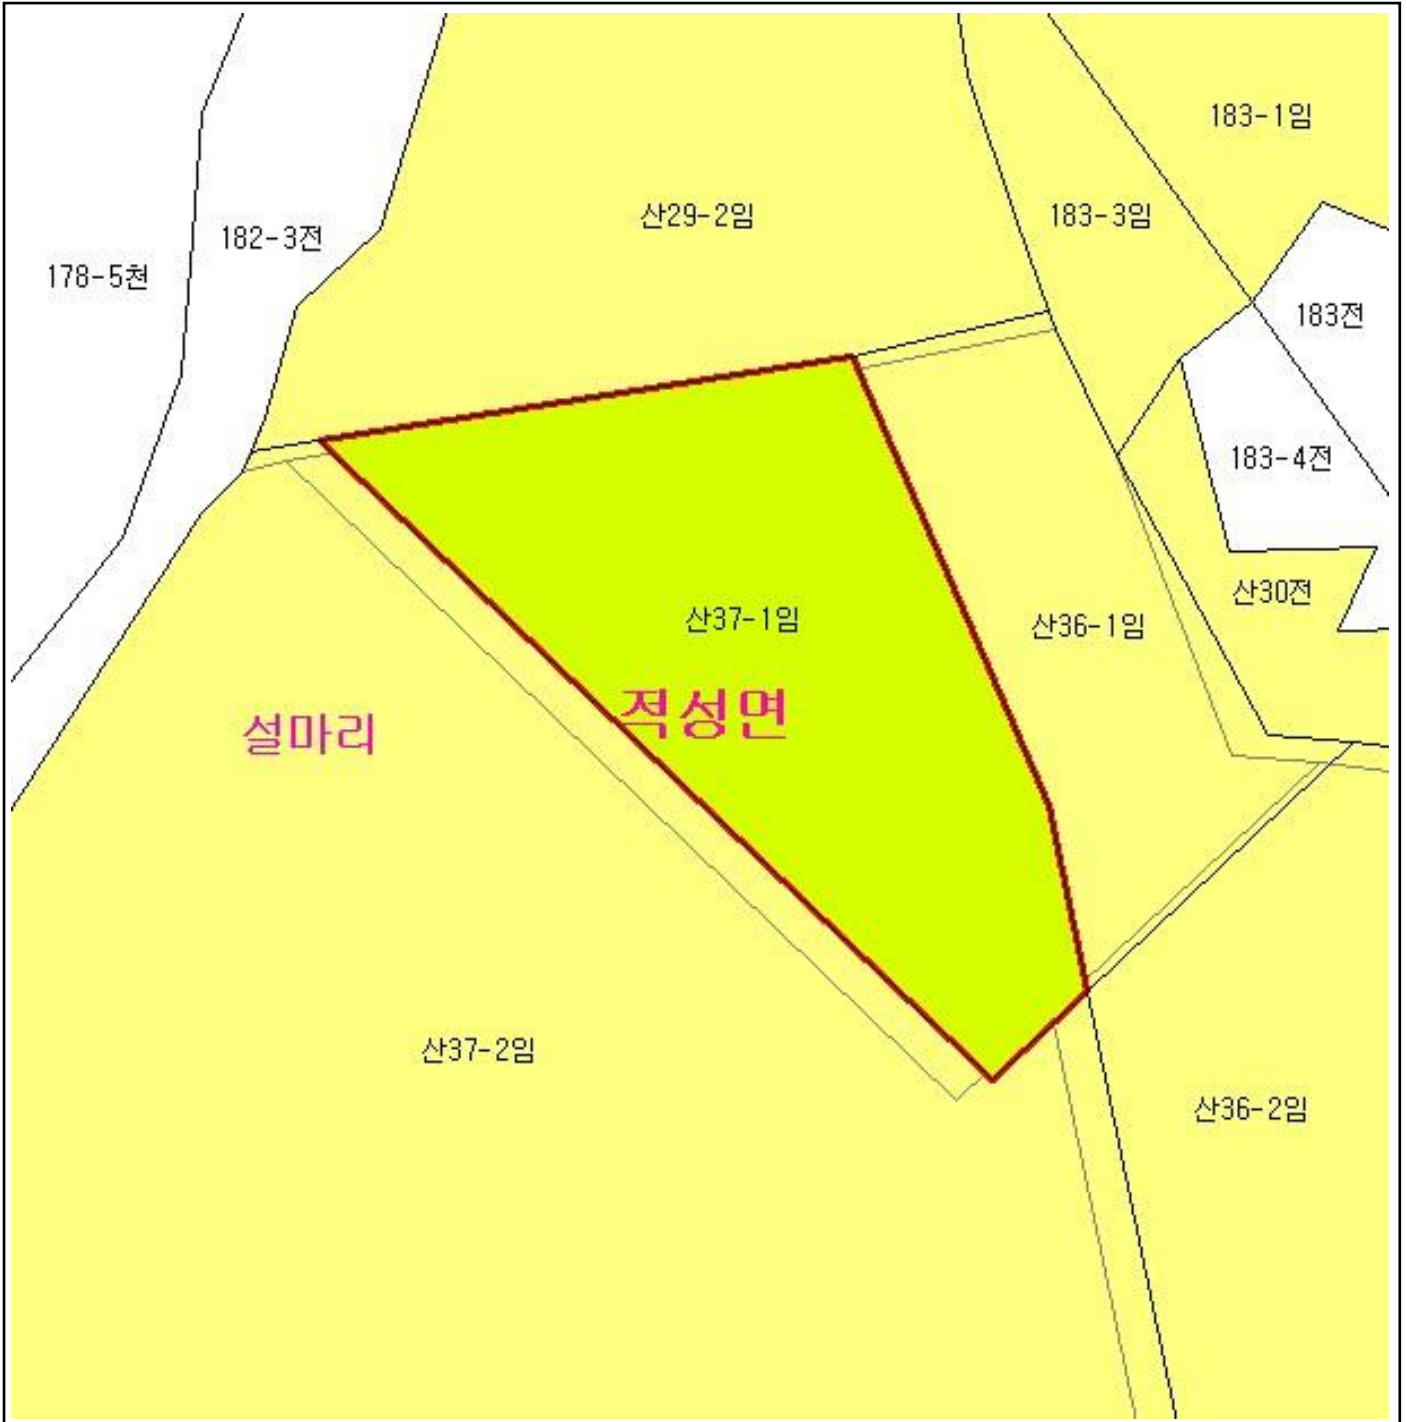 183-1임
산29-2임
183-3임
182-3전
178-5천
183전
183-4전
산30전
산37-1임
산36-1임
적성면
설마리
산37-2임
산36-2임